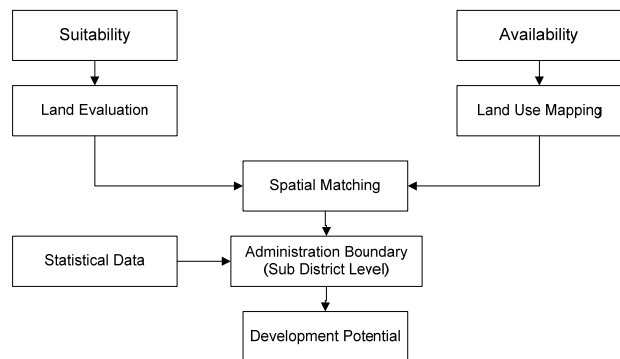 Suitability
Availability
Land Evaluation
Land Use Mapping
Spatial Matching
Statistical Data
Administration Boundary
(Sub District Level)
Development Potential